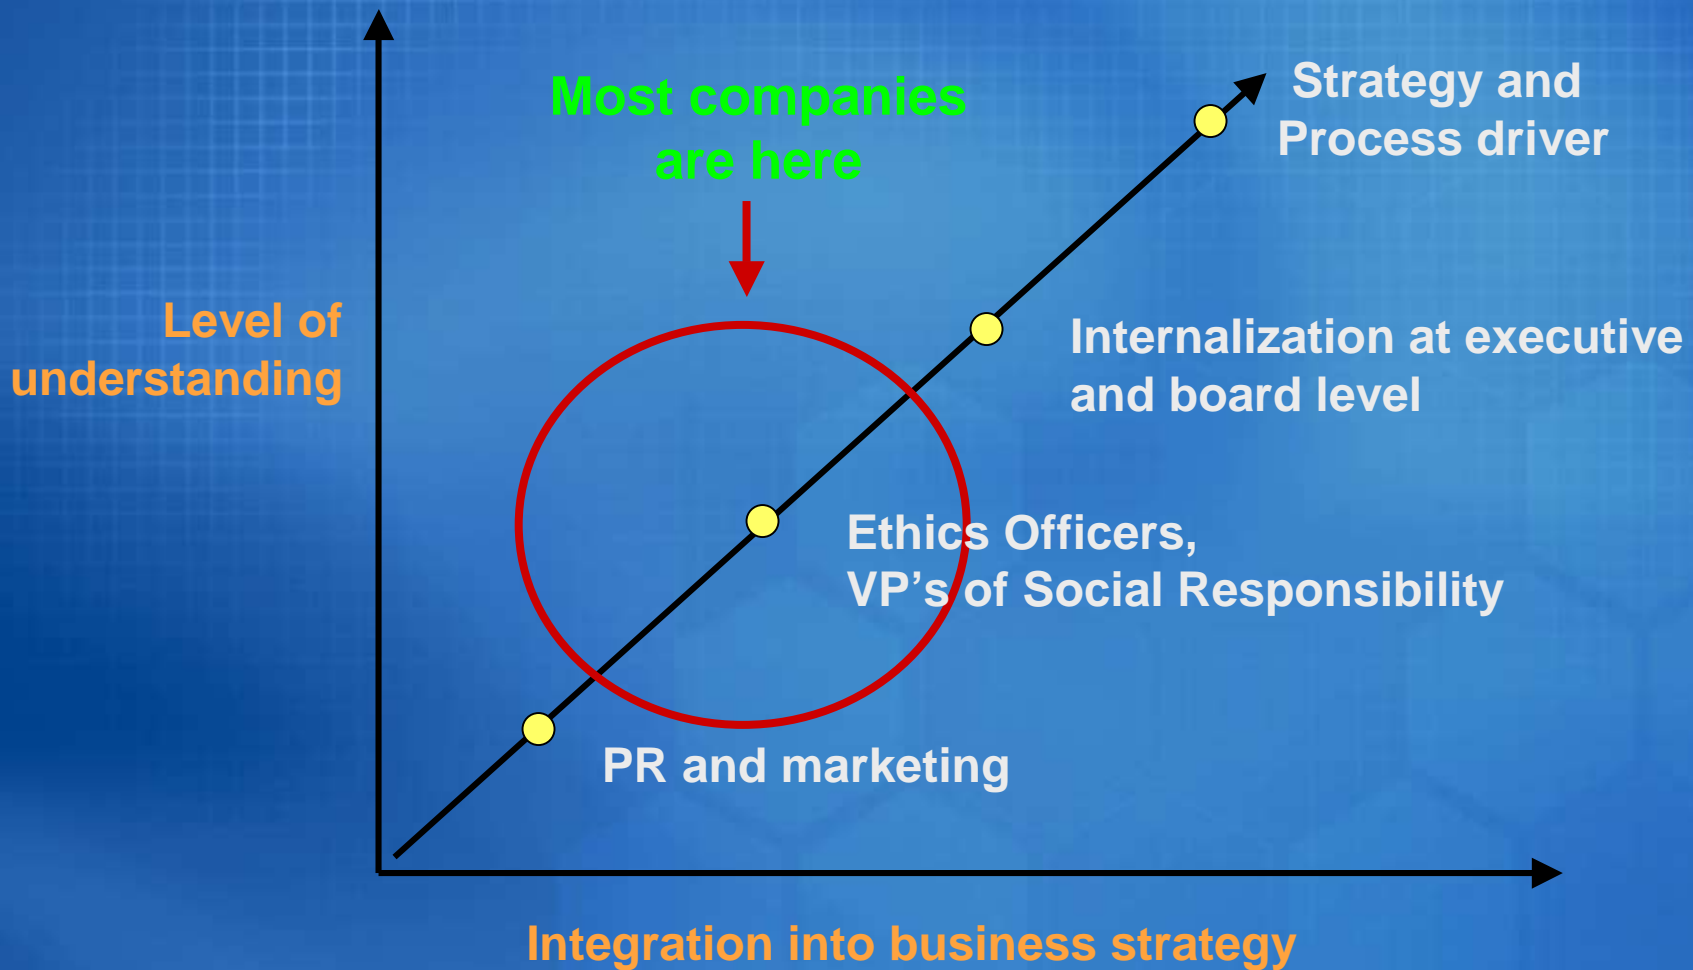 Most companies
are here
Strategy and
Process driver
Level of
understanding
Internalization at executive
and board level
Ethics Officers,
VP’s of Social Responsibility
PR and marketing
Integration into business strategy